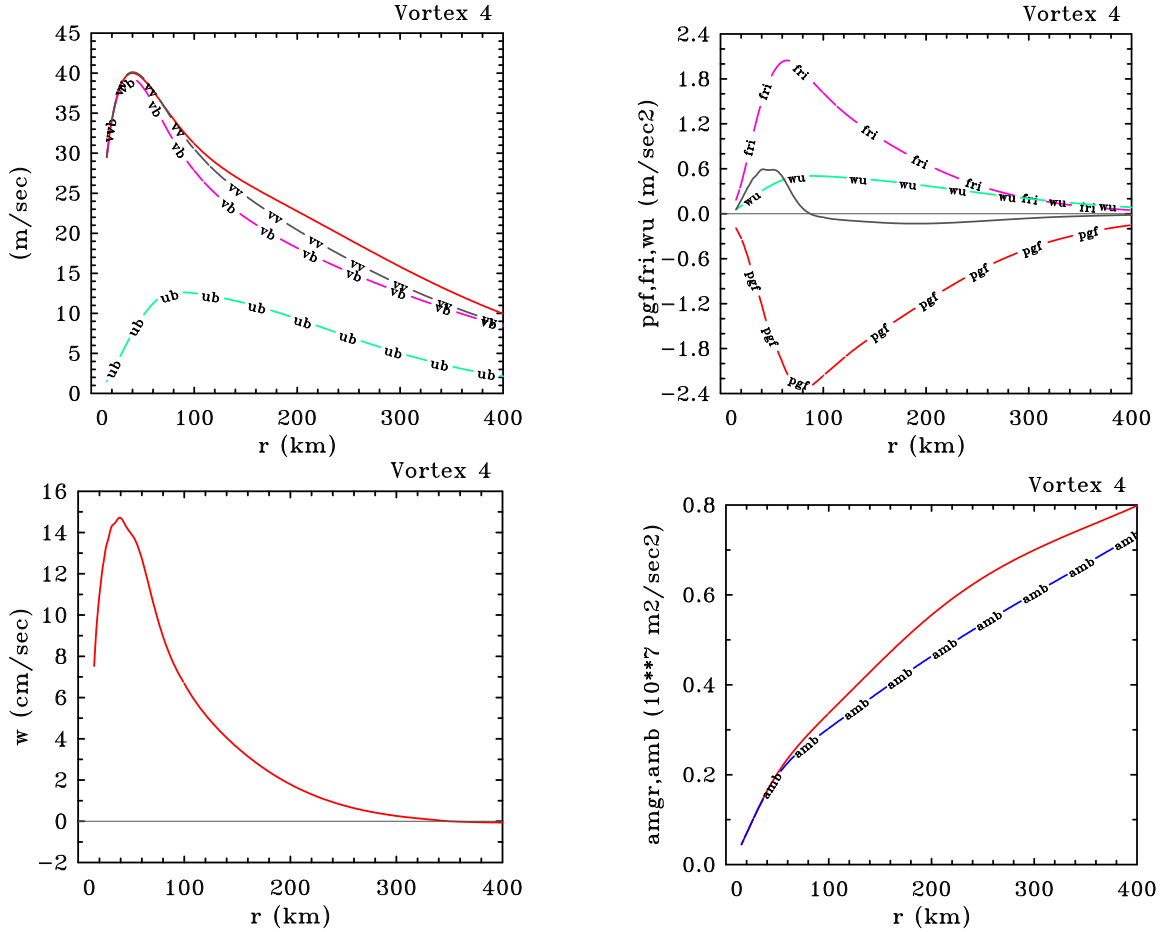 Vortex 4
45
40
35
30
25
20
15
10
5
0
(m/sec)
vvb
vb
vv
vb
vv
vb
vv
vb
vv
vb
vv
vb
vv
vb
vv
vb
vv
vb
vv
vb
ub
ub
ub
ub
ub
ub
ub
ub
ub
ub
0 100 200 300 400
r (km)
Vortex 4
2.4
1.8
1.2
0.6
0.0
−0.6
−1.2
−1.8
−2.4
pgf,fri,wu (m/sec2)
fri
fri
fri
fri
fri
fri
fri
fri
wu
wu
wu
wu
wu
wu
wu
wu
pgf
pgf
pgf
pgf
pgf
pgf
pgf
pgf
0 100 200 300 400
r (km)
Vortex 4
16
14
12
10
8
6
4
2
0
−2
w (cm/sec)
0 100 200 300 400
r (km)
Vortex 4
0.8
0.6
0.4
0.2
0.0
amgr,amb (10**7 m2/sec2)
amb
amb
amb
amb
amb
amb
amb
amb
amb
0 100 200 300 400
r (km)